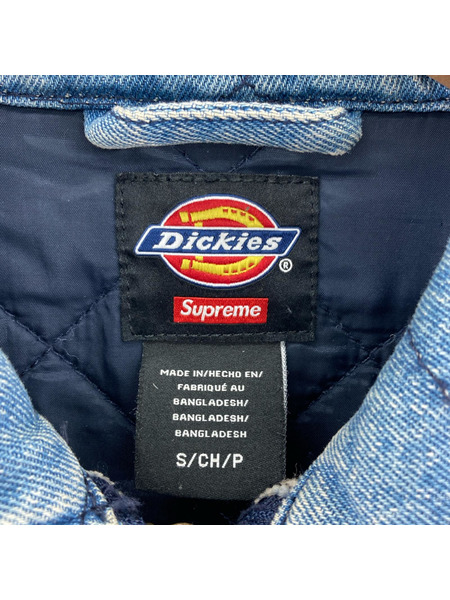 Dickies
®
Supreme
MADE IN/HECHO EN/
FABRIQUÉ AU
BANGLADESH/
BANGLADESH/
BANGLADESH
S/CH/P